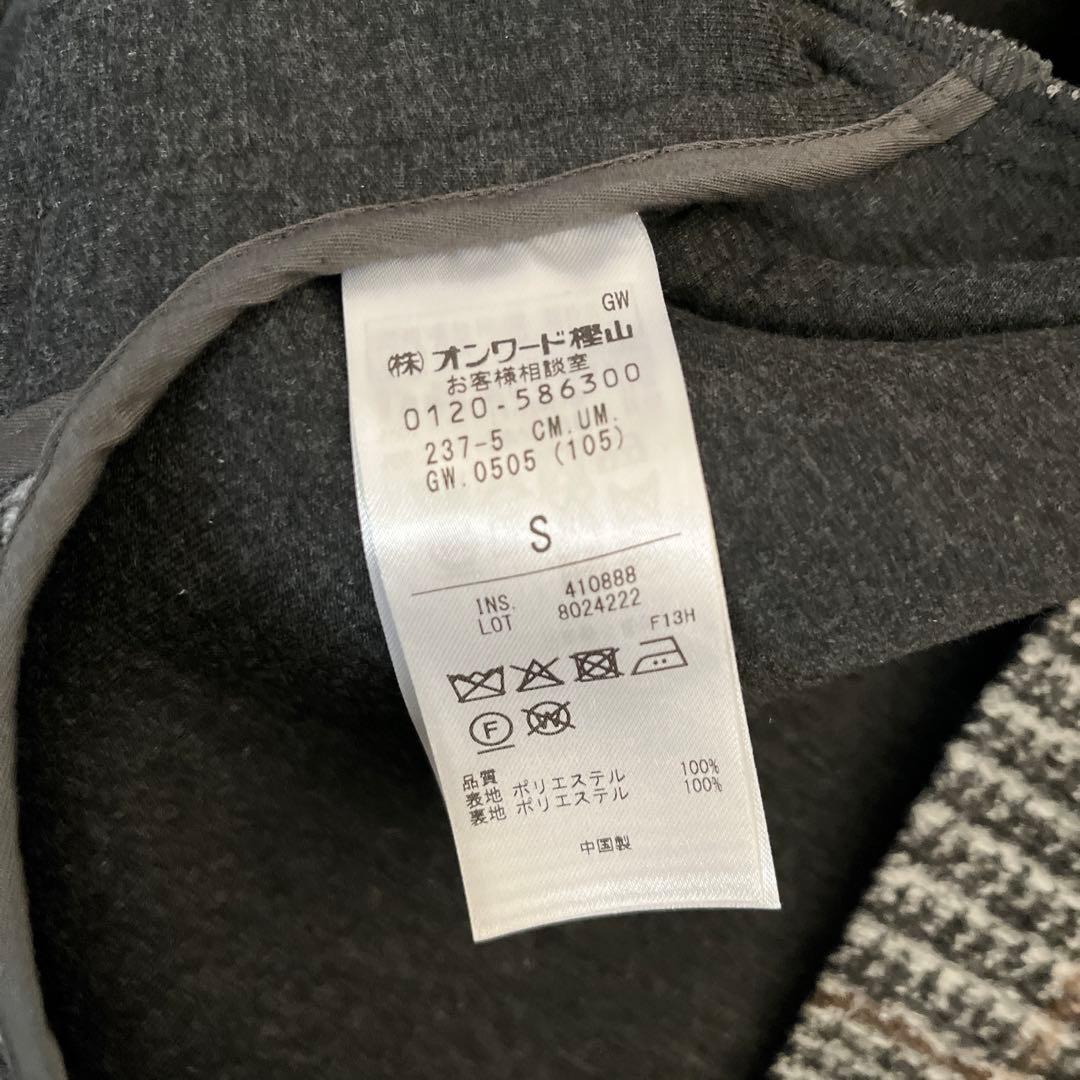 GW
(株)オンワード樫山
お客様相談室
0120-586300
237-5 CM.UM.
GW.0505 (105)
S
INS. 410888
LOT 8024222
F13H
F W
品質
表地 ポリエステル 100%
裏地 ポリエステル 100%
中国製